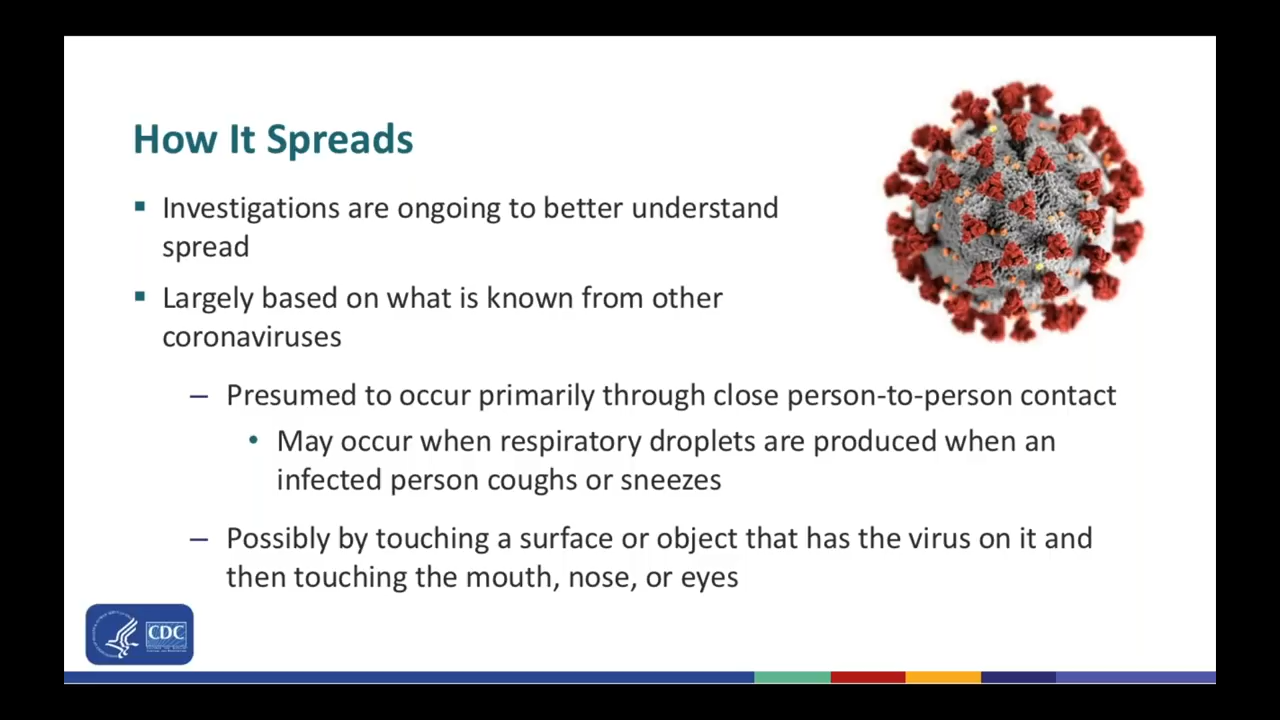 How It Spreads
▪ Investigations are ongoing to better understand
spread
▪ Largely based on what is known from other
coronaviruses
– Presumed to occur primarily through close person-to-person contact
• May occur when respiratory droplets are produced when an
infected person coughs or sneezes
– Possibly by touching a surface or object that has the virus on it and
then touching the mouth, nose, or eyes
CDC